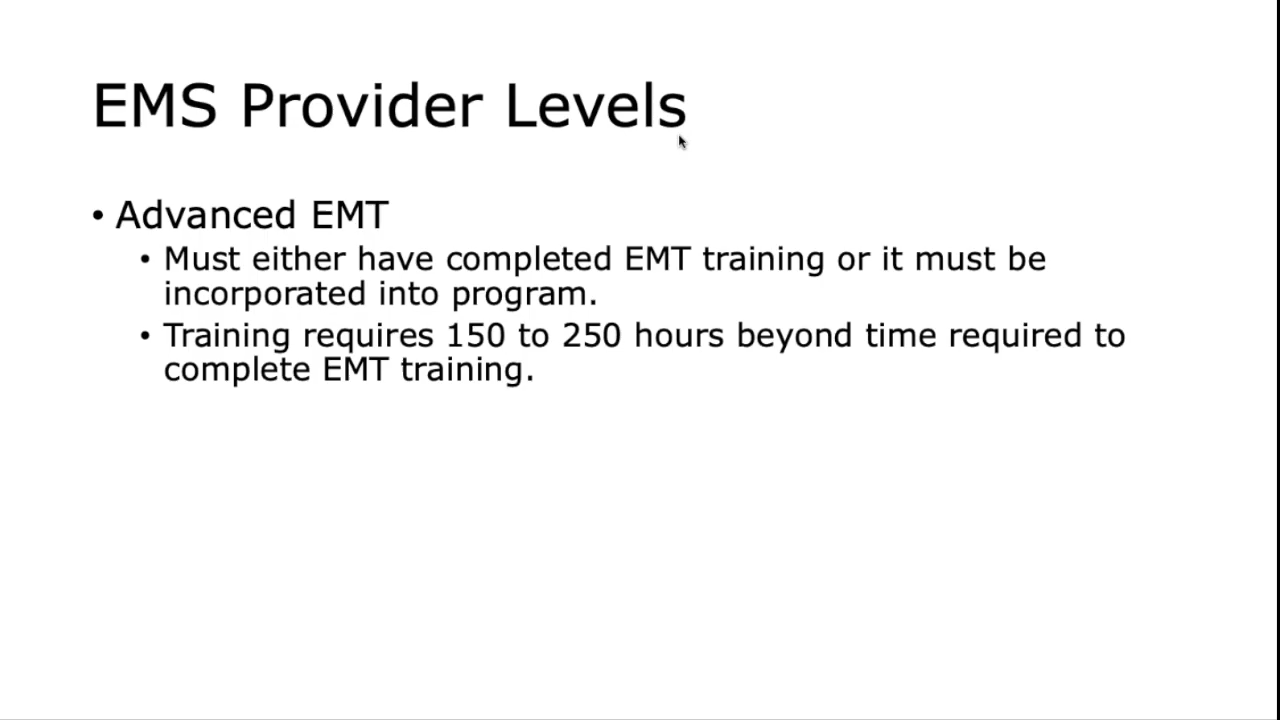 EMS Provider Levels
• Advanced EMT
• Must either have completed EMT training or it must be
incorporated into program.
• Training requires 150 to 250 hours beyond time required to
complete EMT training.